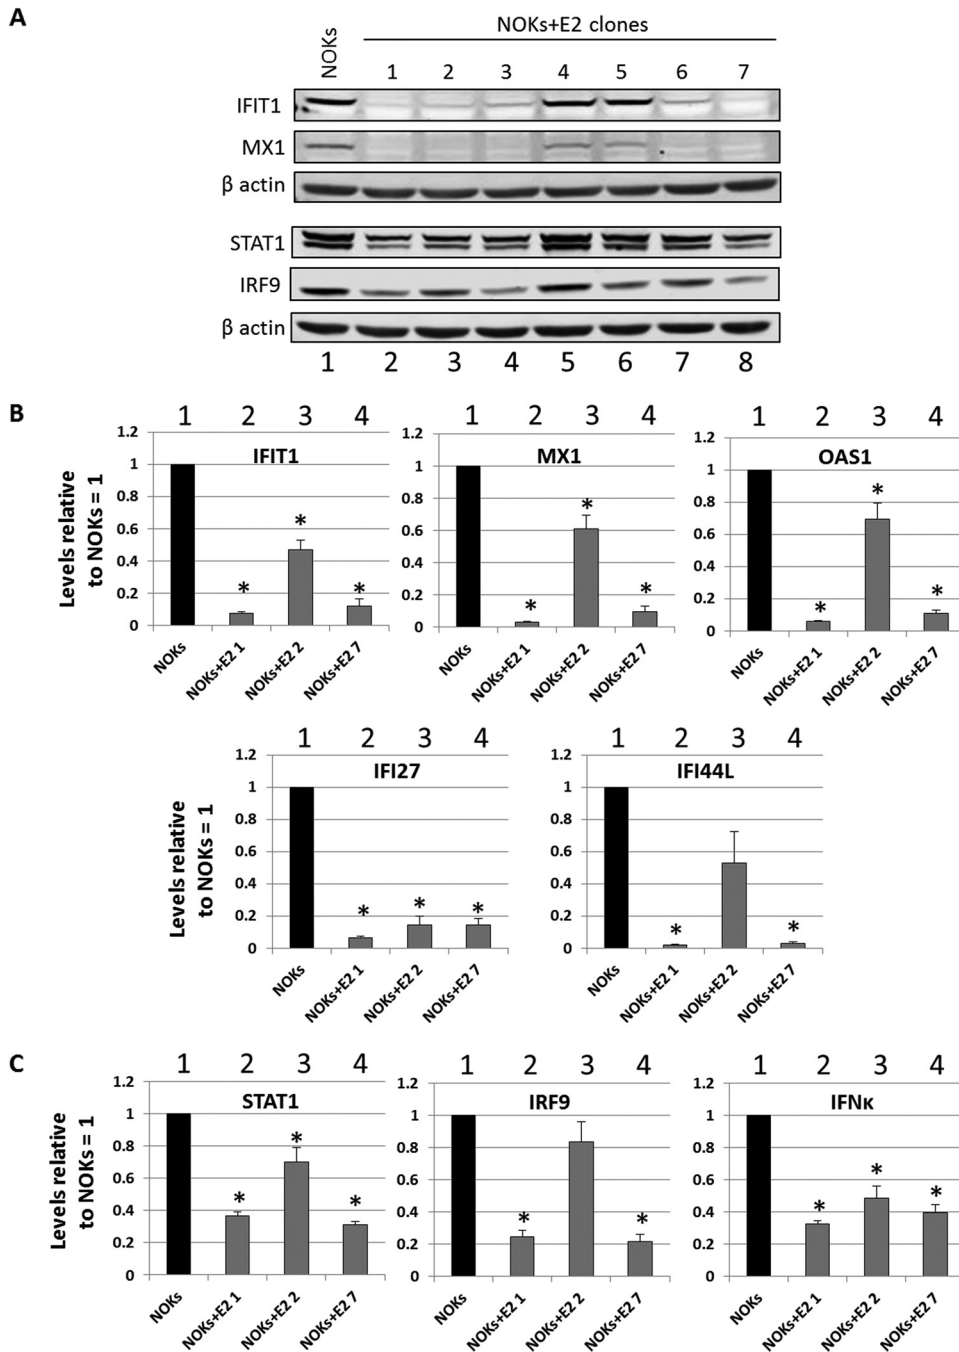 A
NOKs
NOKs+E2 clones
1 2 3 4 5 6 7
IFIT1
MX1
β actin
STAT1
IRF9
β actin
1 2 3 4 5 6 7 8
B
1 2 3 4
IFIT1
Levels relative
to NOKs = 1
1.2
1
0.8
0.6
0.4
0.2
0
* * *
NOKs NOKs+E2 1 NOKs+E2 2 NOKs+E2 7
1 2 3 4
MX1
1.2
1
0.8
0.6
0.4
0.2
0
* * *
NOKs NOKs+E2 1 NOKs+E2 2 NOKs+E2 7
1 2 3 4
OAS1
1.2
1
0.8
0.6
0.4
0.2
0
* * *
NOKs NOKs+E2 1 NOKs+E2 2 NOKs+E2 7
1 2 3 4
IFI27
Levels relative
to NOKs = 1
1.2
1
0.8
0.6
0.4
0.2
0
* * *
NOKs NOKs+E2 1 NOKs+E2 2 NOKs+E2 7
1 2 3 4
IFI44L
1.2
1
0.8
0.6
0.4
0.2
0
* *
NOKs NOKs+E2 1 NOKs+E2 2 NOKs+E2 7
C
1 2 3 4
STAT1
Levels relative
to NOKs = 1
1.2
1
0.8
0.6
0.4
0.2
0
* * *
NOKs NOKs+E2 1 NOKs+E2 2 NOKs+E2 7
1 2 3 4
IRF9
1.2
1
0.8
0.6
0.4
0.2
0
* *
NOKs NOKs+E2 1 NOKs+E2 2 NOKs+E2 7
1 2 3 4
IFNκ
1.2
1
0.8
0.6
0.4
0.2
0
* * *
NOKs NOKs+E2 1 NOKs+E2 2 NOKs+E2 7